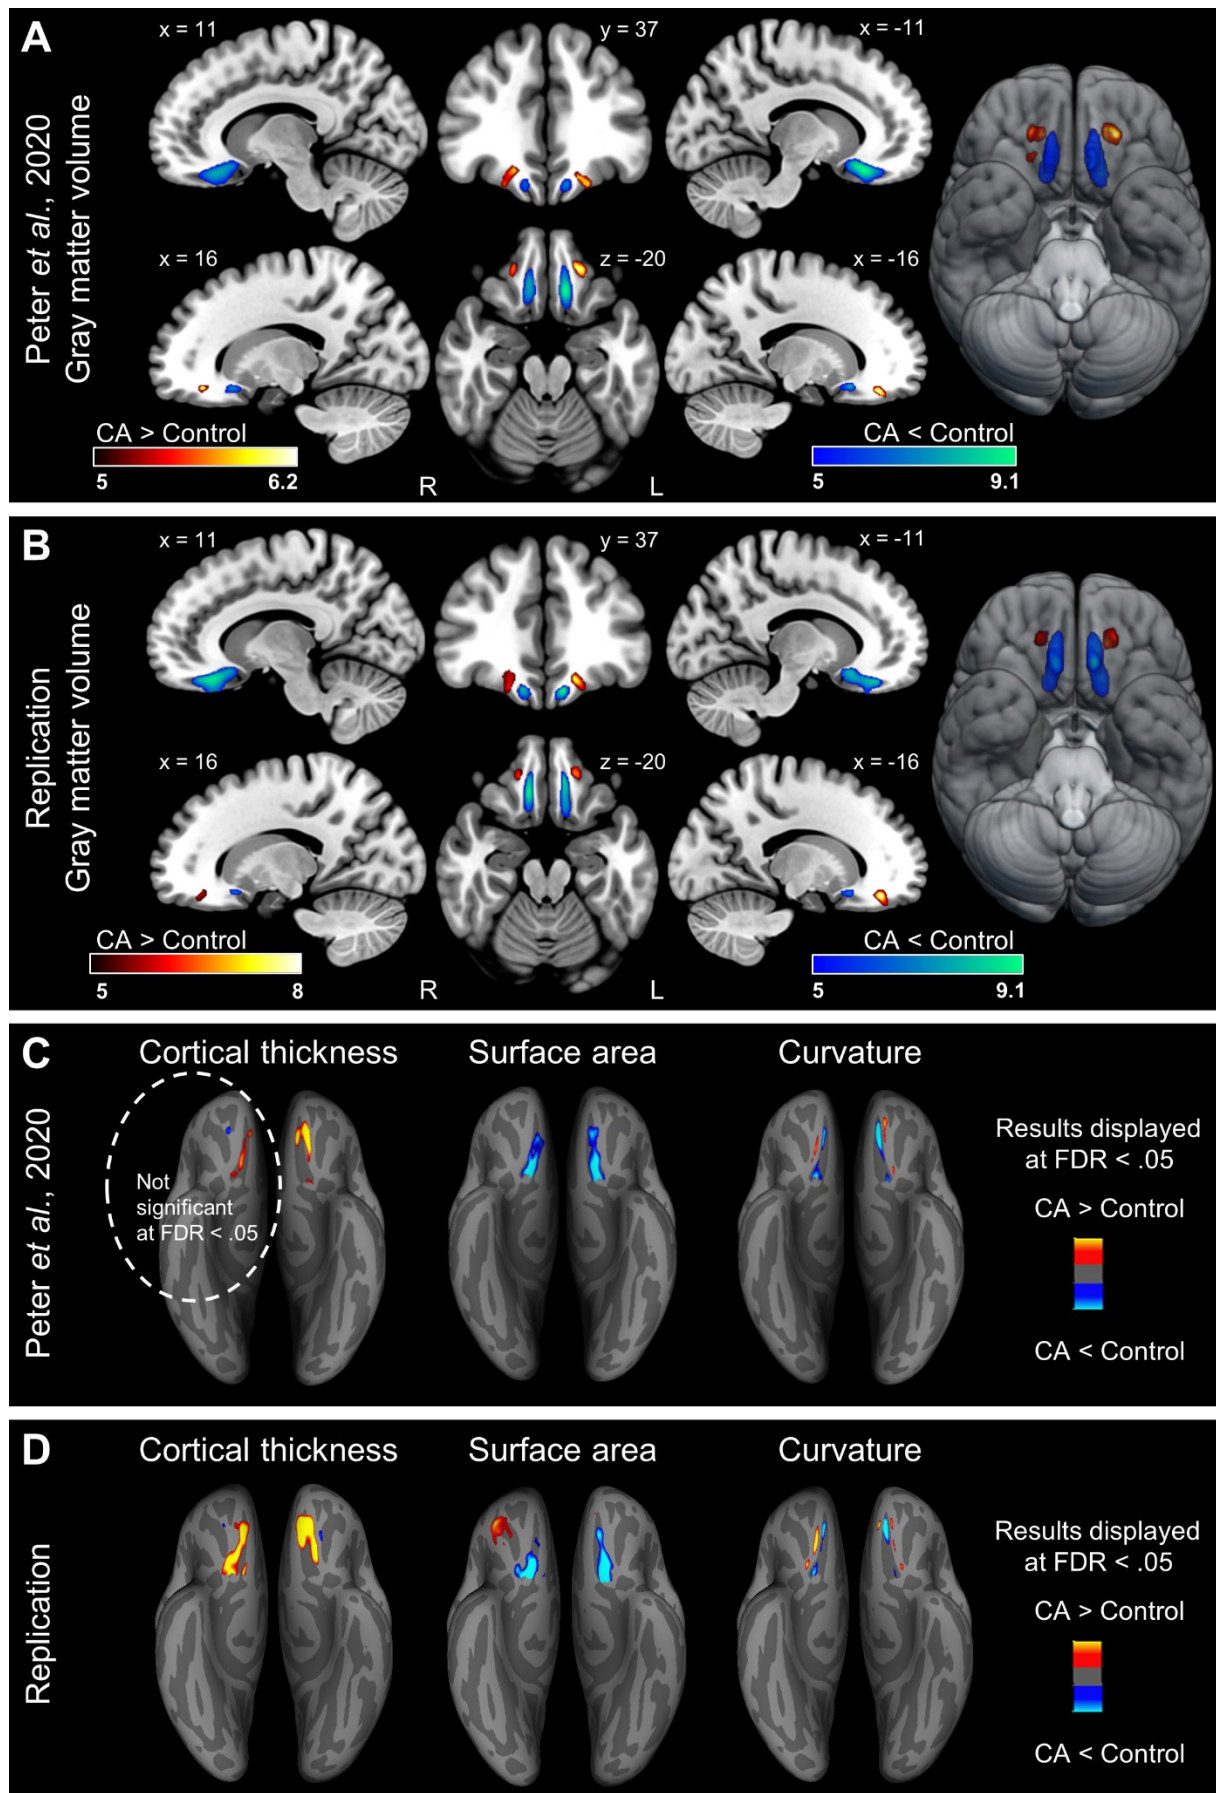 A
Peter et al., 2020
Gray matter volume
x = 11
y = 37
x = -11
x = 16
z = -20
x = -16
CA > Control
5
6.2
R
L
CA < Control
5
9.1
B
Replication
Gray matter volume
x = 11
y = 37
x = -11
x = 16
z = -20
x = -16
CA > Control
5
8
R
L
CA < Control
5
9.1
C
Peter et al., 2020
Cortical thickness
Surface area
Curvature
Not
significant
at FDR < .05
Results displayed
at FDR < .05
CA > Control
CA < Control
D
Replication
Cortical thickness
Surface area
Curvature
Results displayed
at FDR < .05
CA > Control
CA < Control